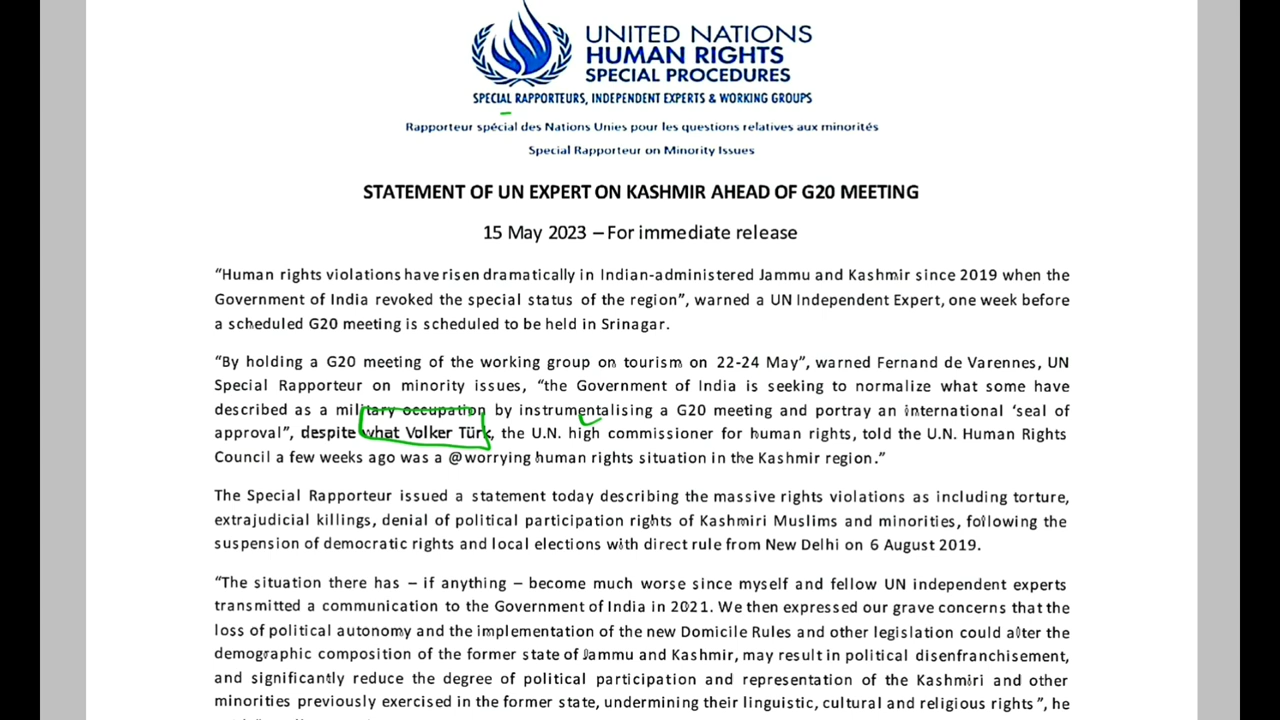 UNITED NATIONS
HUMAN RIGHTS
SPECIAL PROCEDURES
SPECIAL RAPPORTEURS, INDEPENDENT EXPERTS & WORKING GROUPS
Rapporteur spécial des Nations Unies pour les questions relatives aux minorités
Special Rapporteur on Minority Issues
STATEMENT OF UN EXPERT ON KASHMIR AHEAD OF G20 MEETING
15 May 2023 – For immediate release
“Human rights violations have risen dramatically in Indian-administered Jammu and Kashmir since 2019 when the
Government of India revoked the special status of the region”, warned a UN Independent Expert, one week before
a scheduled G20 meeting is scheduled to be held in Srinagar.
“By holding a G20 meeting of the working group on tourism on 22-24 May”, warned Fernand de Varennes, UN
Special Rapporteur on minority issues, “the Government of India is seeking to normalize what some have
described as a military occupation by instrumentalising a G20 meeting and portray an international ‘seal of
approval”, despite what Volker Türk, the U.N. high commissioner for human rights, told the U.N. Human Rights
Council a few weeks ago was a @worrying human rights situation in the Kashmir region.”
The Special Rapporteur issued a statement today describing the massive rights violations as including torture,
extrajudicial killings, denial of political participation rights of Kashmiri Muslims and minorities, following the
suspension of democratic rights and local elections with direct rule from New Delhi on 6 August 2019.
“The situation there has – if anything – become much worse since myself and fellow UN independent experts
transmitted a communication to the Government of India in 2021. We then expressed our grave concerns that the
loss of political autonomy and the implementation of the new Domicile Rules and other legislation could alter the
demographic composition of the former state of Jammu and Kashmir, may result in political disenfranchisement,
and significantly reduce the degree of political participation and representation of the Kashmiri and other
minorities previously exercised in the former state, undermining their linguistic, cultural and religious rights”, he